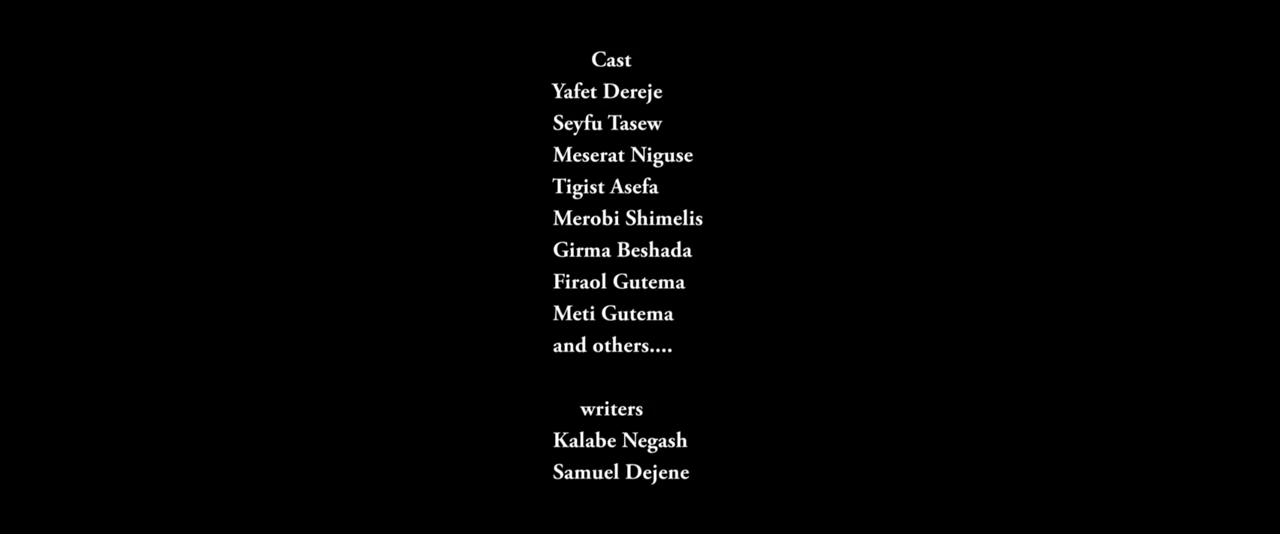 Cast
Yafet Dereje
Seyfu Tasew
Meserat Niguse
Tigist Asefa
Merobi Shimelis
Girma Beshada
Firaol Gutema
Meti Gutema
and others....
writers
Kalabe Negash
Samuel Dejene